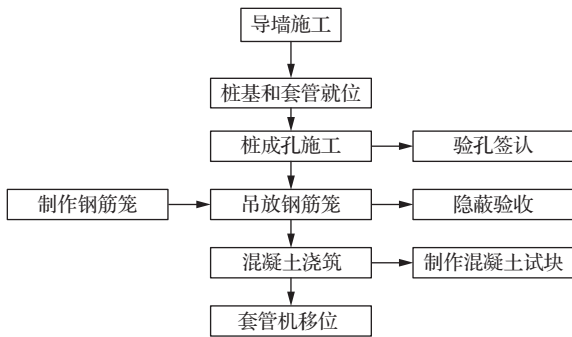 导墙施工
桩基和套管就位
桩成孔施工
验孔签认
制作钢筋笼
吊放钢筋笼
隐蔽验收
混凝土浇筑
制作混凝土试块
套管机移位